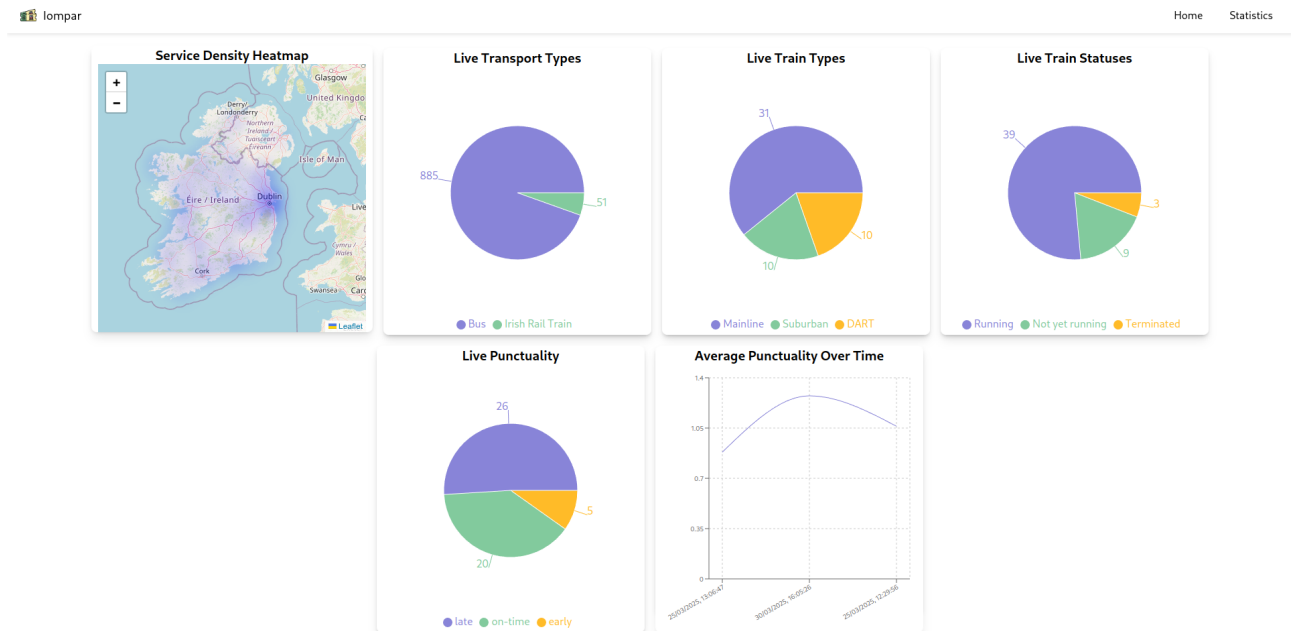 Iompar
Home
Statistics
Service Density Heatmap
+
−
Glasgow
United Kingdo
Derry/
Londonderry
Northern
Ireland /
Tuaisceart
Éireann
Isle of Man
Éire / Ireland
Dublin
Live
Cymru /
Wales
Cork
Glo
Swansea
Card
Leaflet
Live Transport Types
885
51
Bus
Irish Rail Train
Live Train Types
31
10
10
Mainline
Suburban
DART
Live Train Statuses
39
3
9
Running
Not yet running
Terminated
Live Punctuality
26
5
20
late
on-time
early
Average Punctuality Over Time
1.4
1.05
0.7
0.35
0
25/03/2025, 13:06:47
30/03/2025, 16:05:26
25/03/2025, 12:29:56